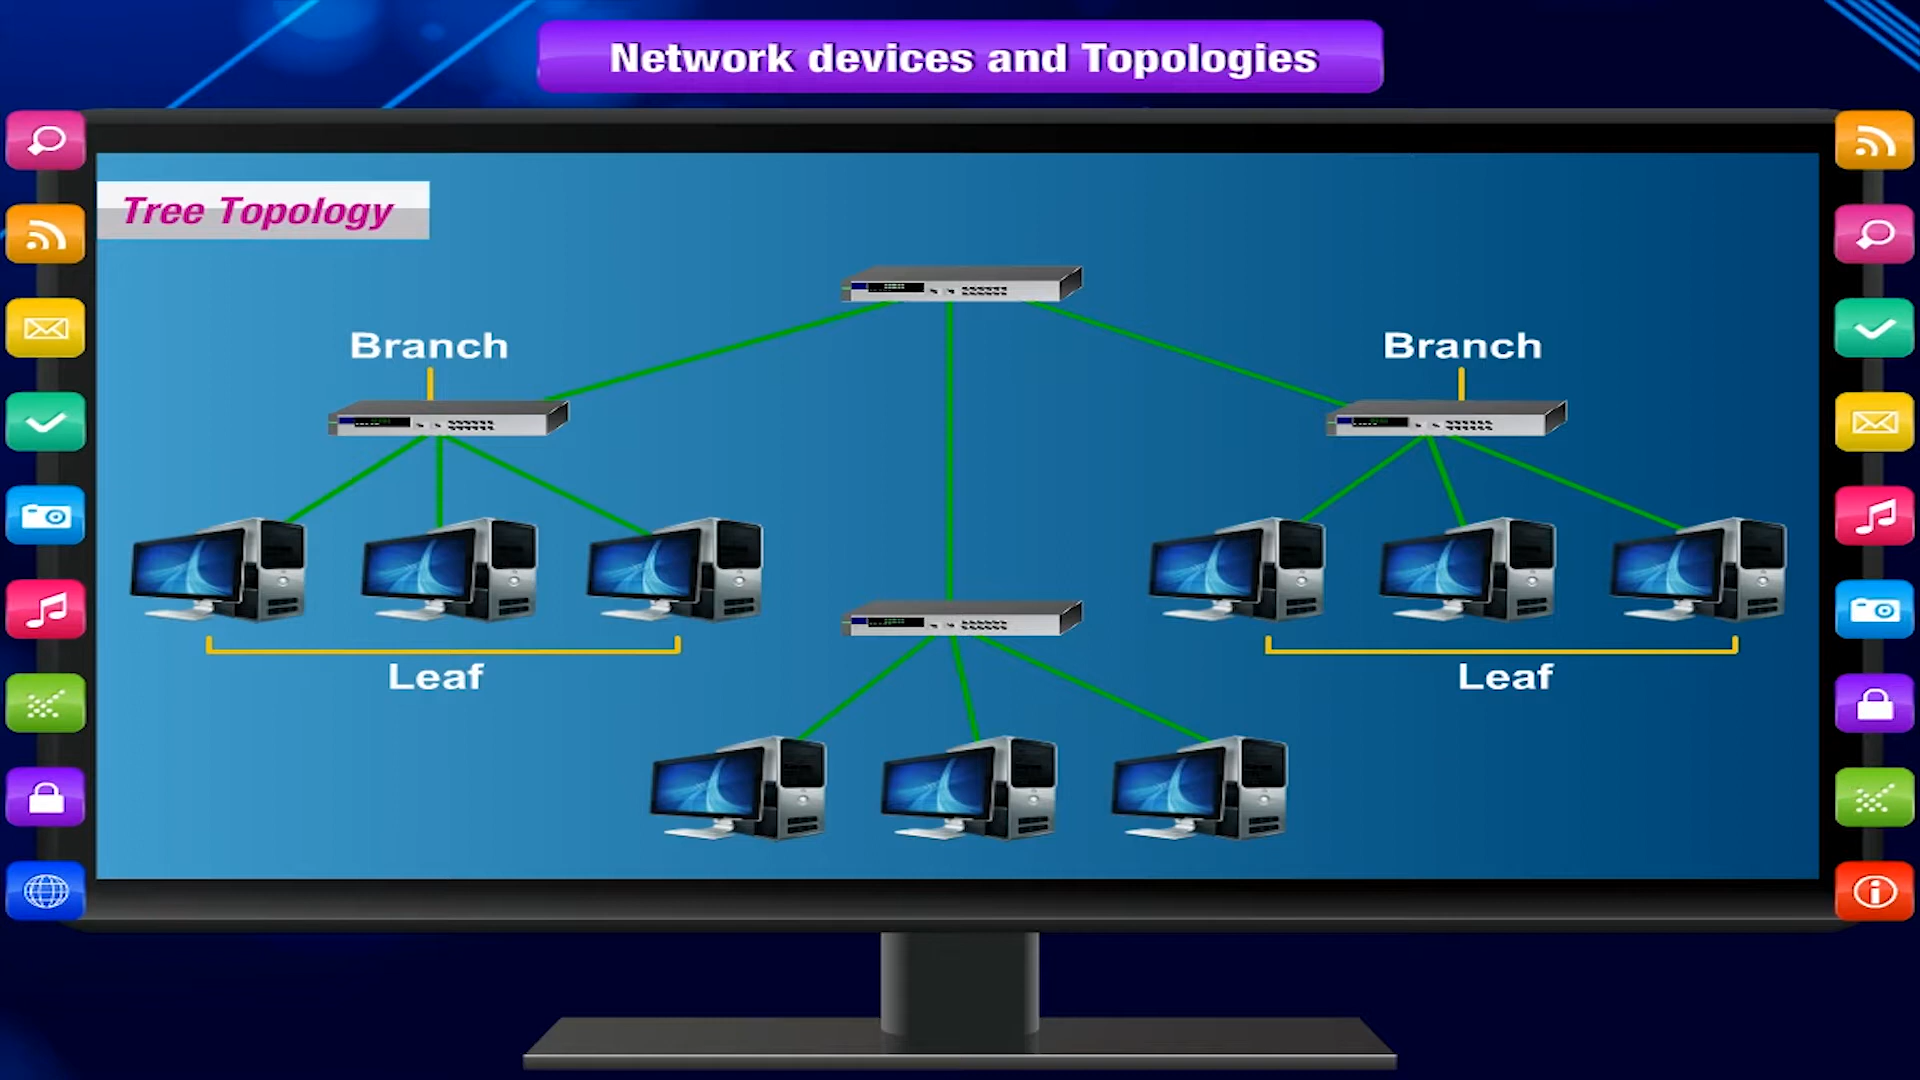 Network devices and Topologies
Tree Topology
Branch
Branch
Leaf
Leaf